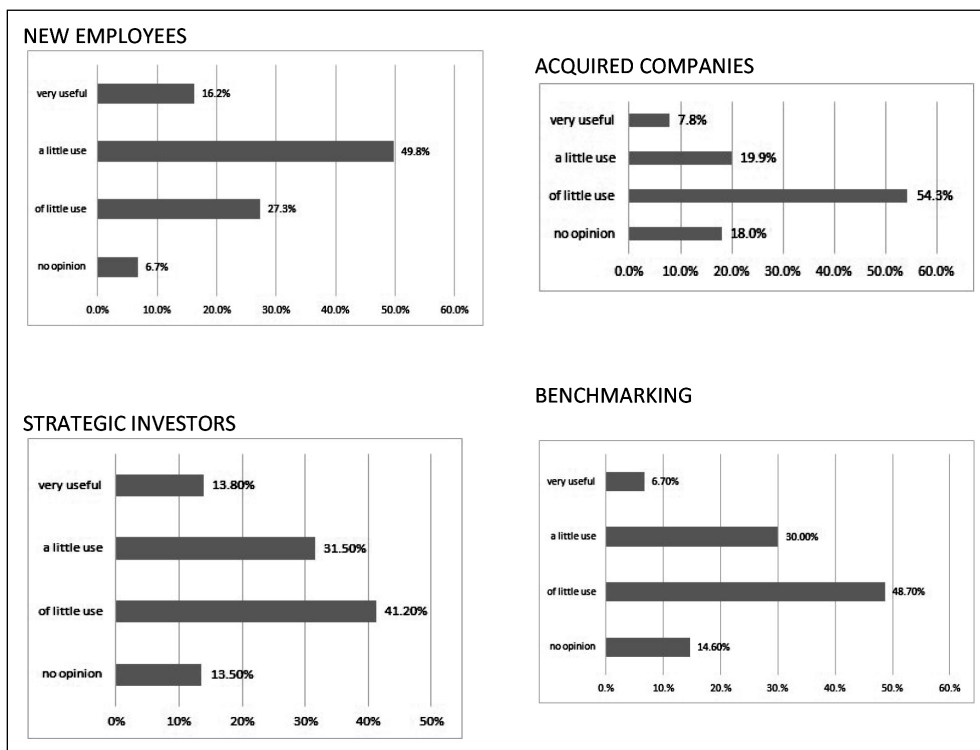 NEW EMPLOYEES
very useful 16.2%
a little use 49.8%
of little use 27.3%
no opinion 6.7%
0.0% 10.0% 20.0% 30.0% 40.0% 50.0% 60.0%
ACQUIRED COMPANIES
very useful 7.8%
a little use 19.9%
of little use 54.3%
no opinion 18.0%
0.0% 10.0% 20.0% 30.0% 40.0% 50.0% 60.0%
STRATEGIC INVESTORS
very useful 13.80%
a little use 31.50%
of little use 41.20%
no opinion 13.50%
0% 10% 20% 30% 40% 50%
BENCHMARKING
very useful 6.70%
a little use 30.00%
of little use 48.70%
no opinion 14.60%
0% 10% 20% 30% 40% 50% 60%